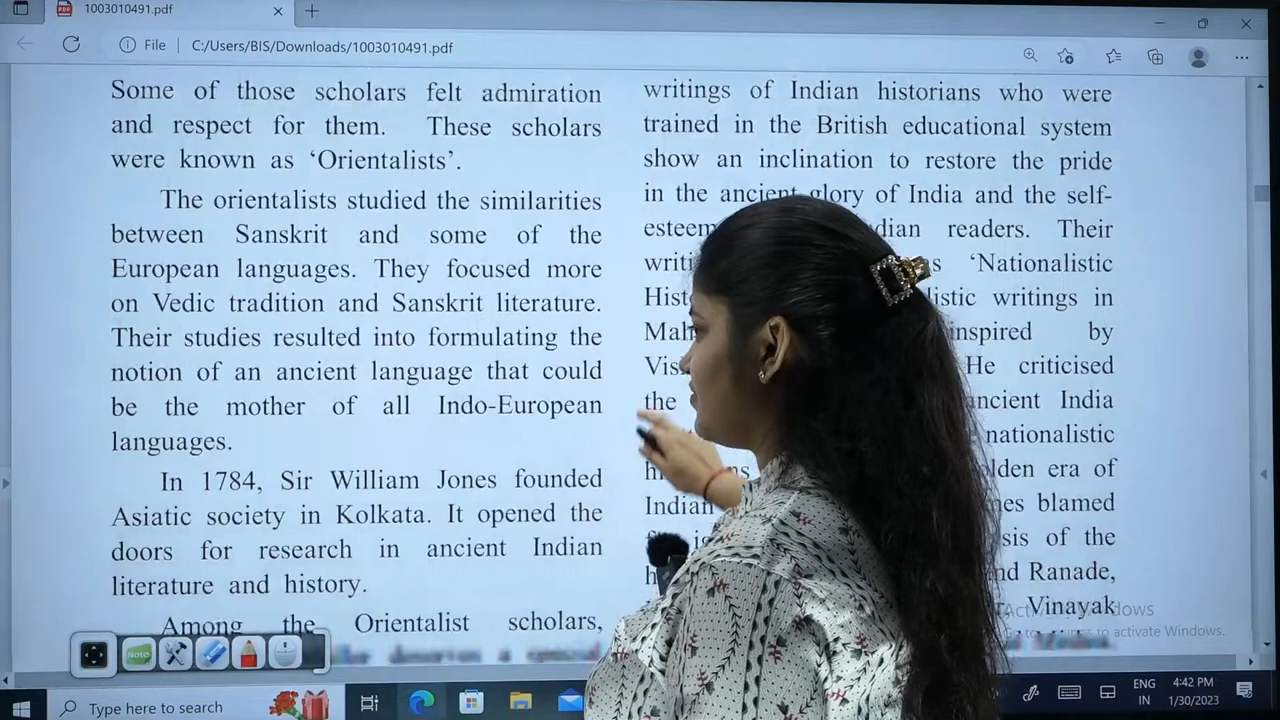 1003010491.pdf
File
C:/Users/BIS/Downloads/1003010491.pdf
Some of those scholars felt admiration
and respect for them. These scholars
were known as ‘Orientalists’.
The orientalists studied the similarities
between Sanskrit and some of the
European languages. They focused more
on Vedic tradition and Sanskrit literature.
Their studies resulted into formulating the
notion of an ancient language that could
be the mother of all Indo-European
languages.
In 1784, Sir William Jones founded
Asiatic society in Kolkata. It opened the
doors for research in ancient Indian
literature and history.
Among the Orientalist scholars,
writings of Indian historians who were
trained in the British educational system
show an inclination to restore the pride
in the ancient glory of India and the self-
esteem readers. Their
‘Nationalistic
writings in
inspired by
He criticised
the ancient India
nationalistic
era of
Indian blamed
of the
Ranade,
Vinayak
to activate Windows.
Note
Type here to search
ENG
IN
4:42 PM
1/30/2023